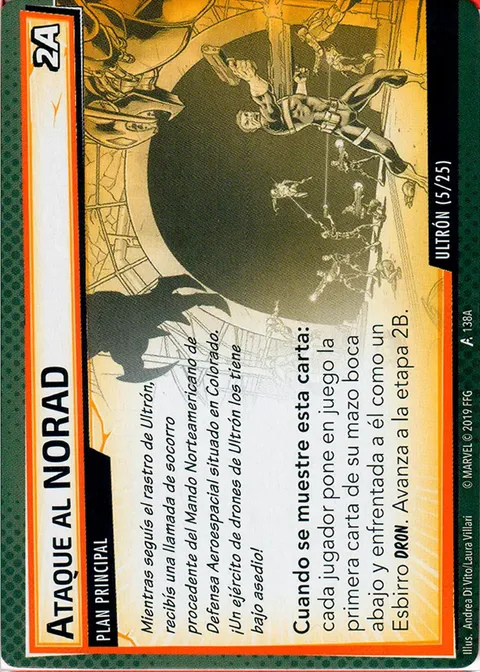 ATAQUE AL NORAD
2A
PLAN PRINCIPAL
Mientras seguís el rastro de Ultrón,
recibís una llamada de socorro
procedente del Mando Norteamericano de
Defensa Aeroespacial situado en Colorado.
¡Un ejército de drones de Ultrón los tiene
bajo asedio!
Cuando se muestre esta carta:
cada jugador pone en juego la
primera carta de su mazo boca
abajo y enfrentada a él como un
Esbirro DRON. Avanza a la etapa 2B.
ULTRÓN (5/25)
Illus. Andrea Di Vito/Laura Villari
© MARVEL © 2019 FFG
138A